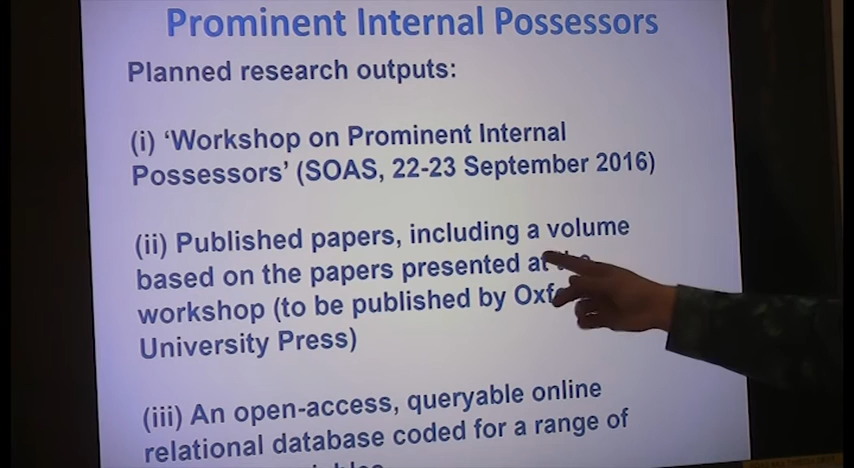 Prominent Internal Possessors
Planned research outputs:
(i) ‘Workshop on Prominent Internal
Possessors’ (SOAS, 22-23 September 2016)
(ii) Published papers, including a volume
based on the papers presented at
workshop (to be published by
University Press)
(iii) An open-access, queryable online
relational database coded for a range of